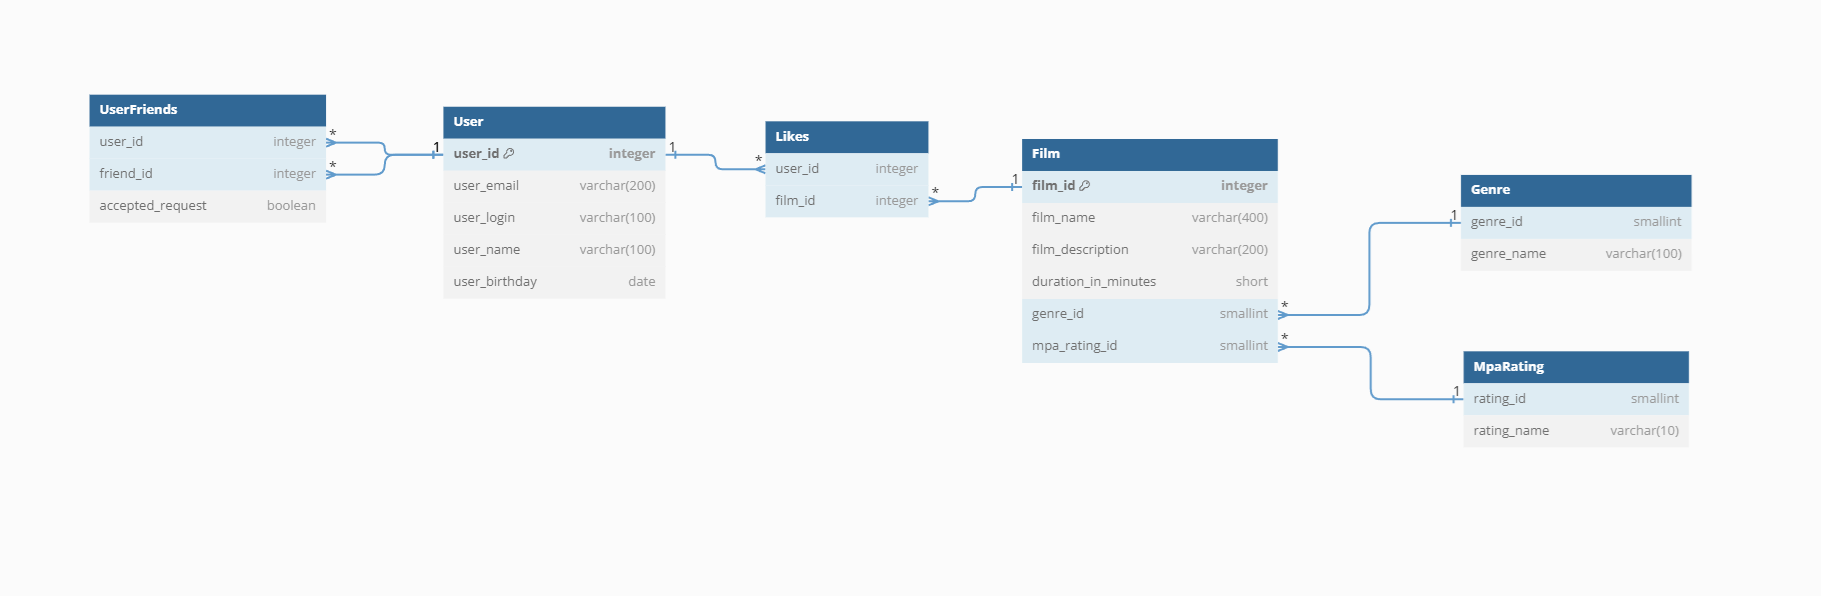 UserFriends
user_id integer *
friend_id integer *
accepted_request boolean
1
User
user_id integer
user_email varchar(200)
user_login varchar(100)
user_name varchar(100)
user_birthday date
1
*
Likes
user_id integer
film_id integer *
1
Film
film_id integer
film_name varchar(400)
film_description varchar(200)
duration_in_minutes short
genre_id smallint *
mpa_rating_id smallint *
1
Genre
genre_id smallint
genre_name varchar(100)
1
MpaRating
rating_id smallint
rating_name varchar(10)